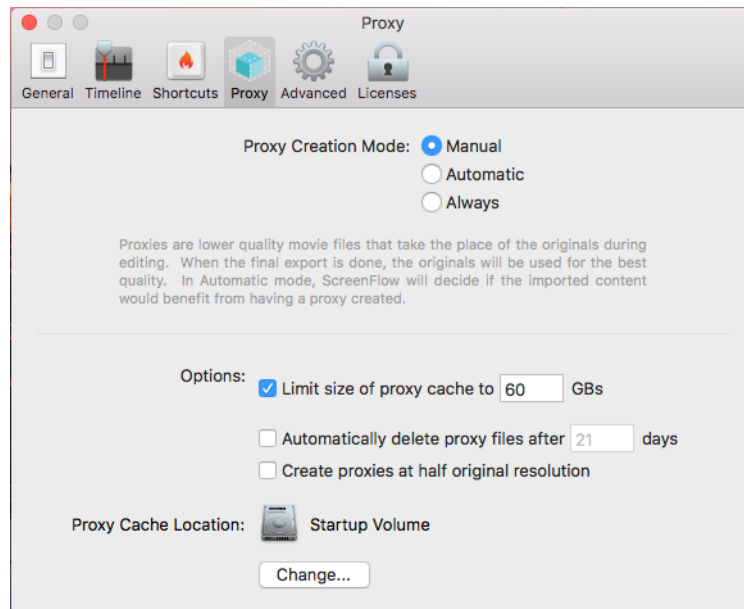 Proxy
General Timeline Shortcuts Proxy Advanced Licenses
Proxy Creation Mode: Manual
Automatic
Always
Proxies are lower quality movie files that take the place of the originals during
editing. When the final export is done, the originals will be used for the best
quality. In Automatic mode, ScreenFlow will decide if the imported content
would benefit from having a proxy created.
Options: Limit size of proxy cache to 60 GBs
Automatically delete proxy files after 21 days
Create proxies at half original resolution
Proxy Cache Location: Startup Volume
Change...